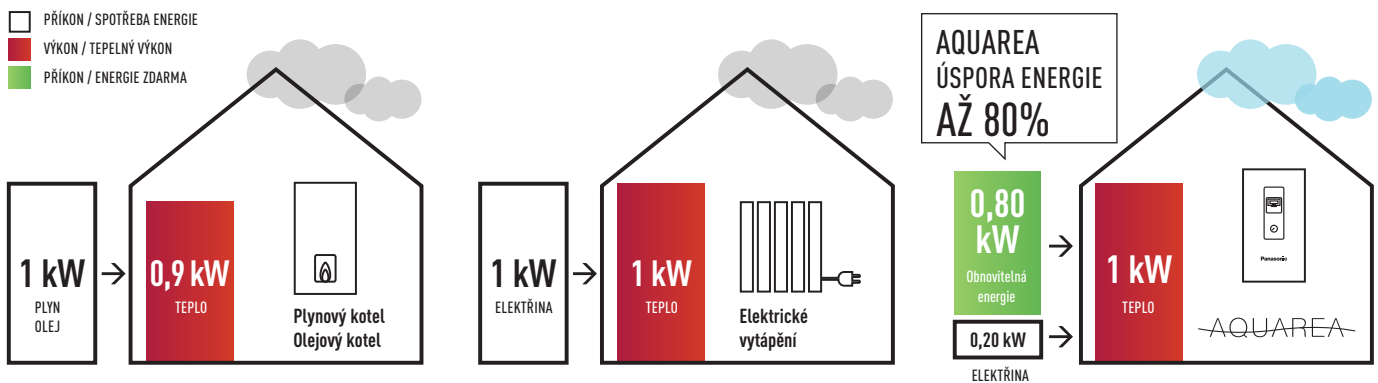 PŘÍKON / SPOTŘEBA ENERGIE
VÝKON / TEPELNÝ VÝKON
PŘÍKON / ENERGIE ZDARMA
1 kW
PLYN
OLEJ
0,9 kW
TEPLO
Plynový kotel
Olejový kotel
1 kW
ELEKTŘINA
1 kW
TEPLO
Elektrické
vytápění
AQUAREA
ÚSPORA ENERGIE
AŽ 80%
0,80
kW
Obnovitelná
energie
0,20 kW
ELEKTŘINA
1 kW
TEPLO
Panasonic
AQUAREA